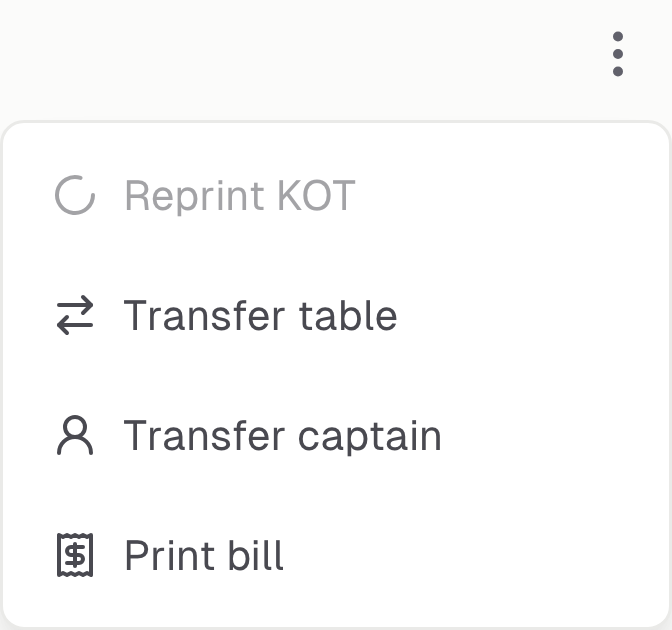 Reprint KOT
Transfer table
Transfer captain
Print bill